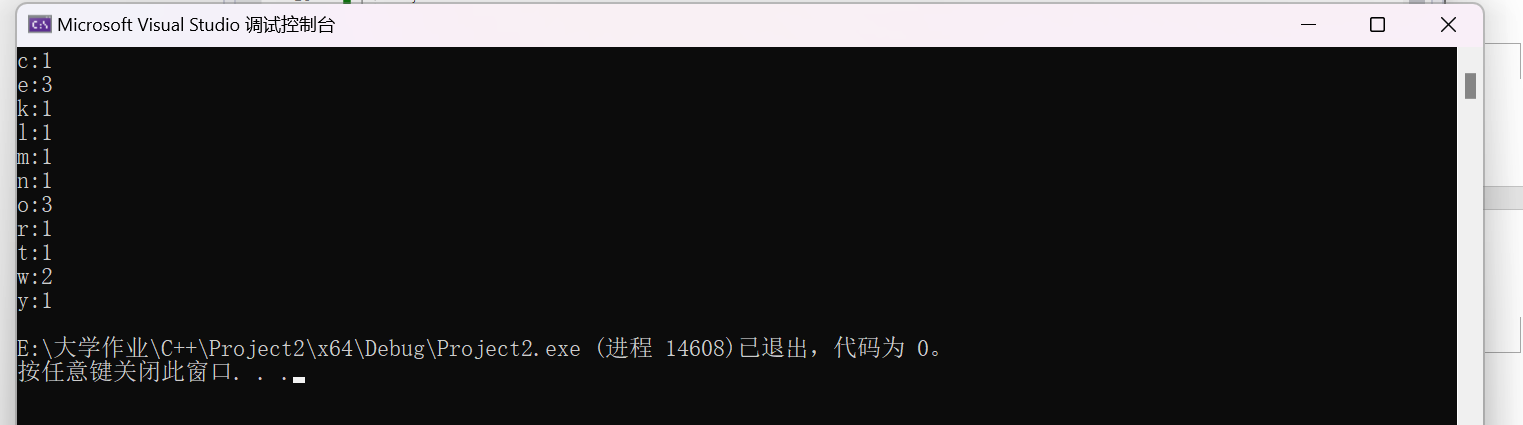 Microsoft Visual Studio 调试控制台
c:1
e:3
k:1
l:1
m:1
n:1
o:3
r:1
t:1
w:2
y:1
E:\大学作业\C++\Project2\x64\Debug\Project2.exe (进程 14608)已退出，代码为 0。
按任意键关闭此窗口. . .